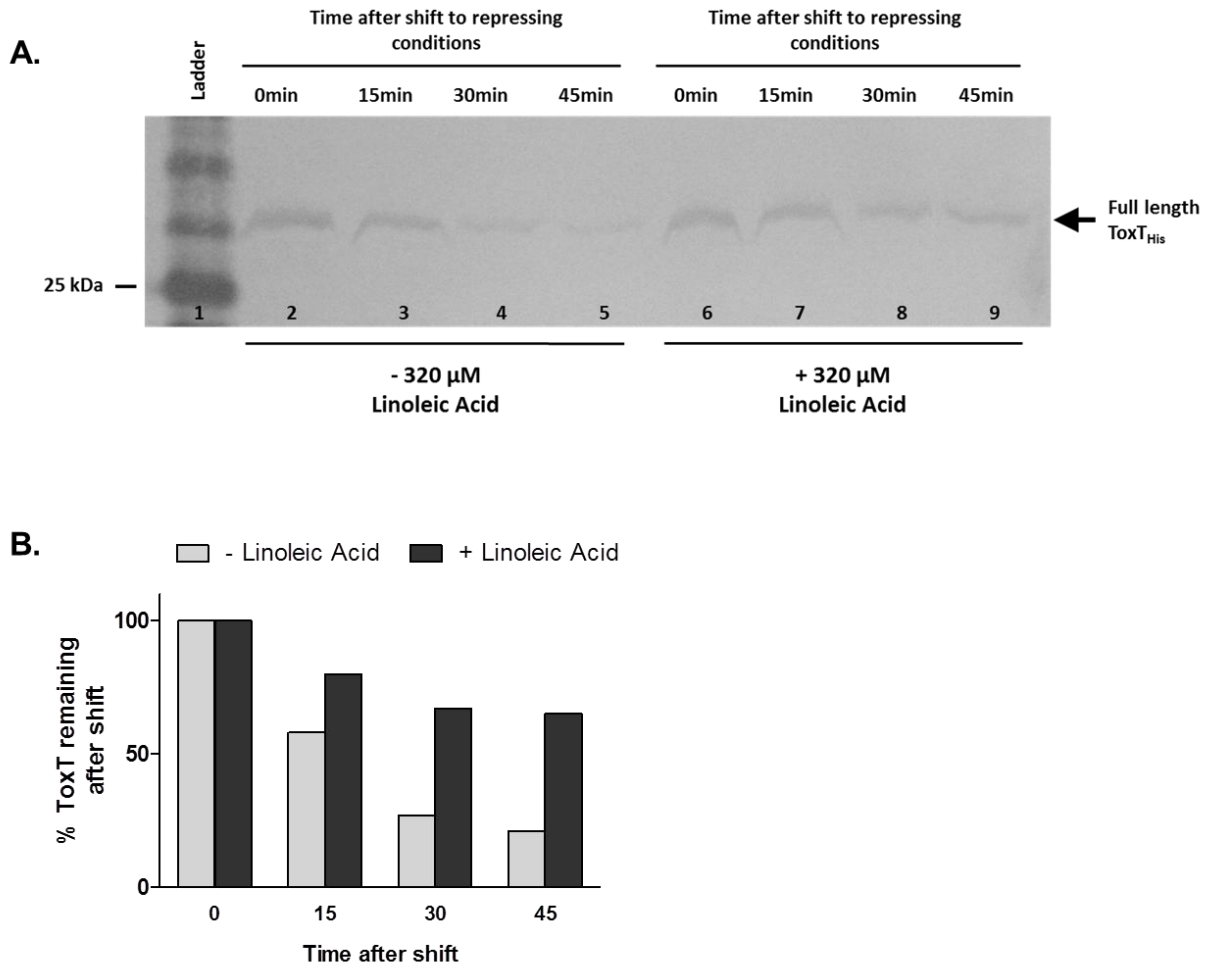 A.
Ladder
Time after shift to repressing
conditions
Time after shift to repressing
conditions
0min 15min 30min 45min 0min 15min 30min 45min
Full length
ToxTHis
25 kDa
1 2 3 4 5 6 7 8 9
- 320 µM
Linoleic Acid
+ 320 µM
Linoleic Acid
B.
- Linoleic Acid + Linoleic Acid
% ToxT remaining
after shift
100
50
0
0 15 30 45
Time after shift